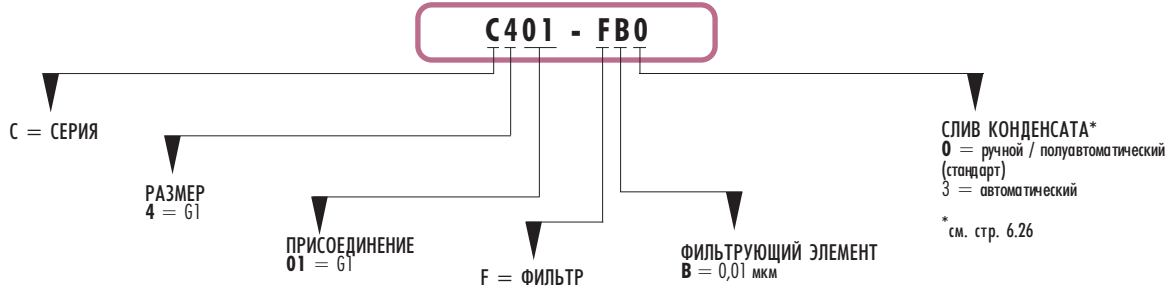 C401 - FB0
C = СЕРИЯ
РАЗМЕР
4 = G1
ПРИСОЕДИНЕНИЕ
01 = G1
F = ФИЛЬТР
ФИЛЬТРУЮЩИЙ ЭЛЕМЕНТ
B = 0,01 мкм
СЛИВ КОНДЕНСАТА*
0 = ручной / полуавтоматический
(стандарт)
3 = автоматический
*см. стр. 6.26